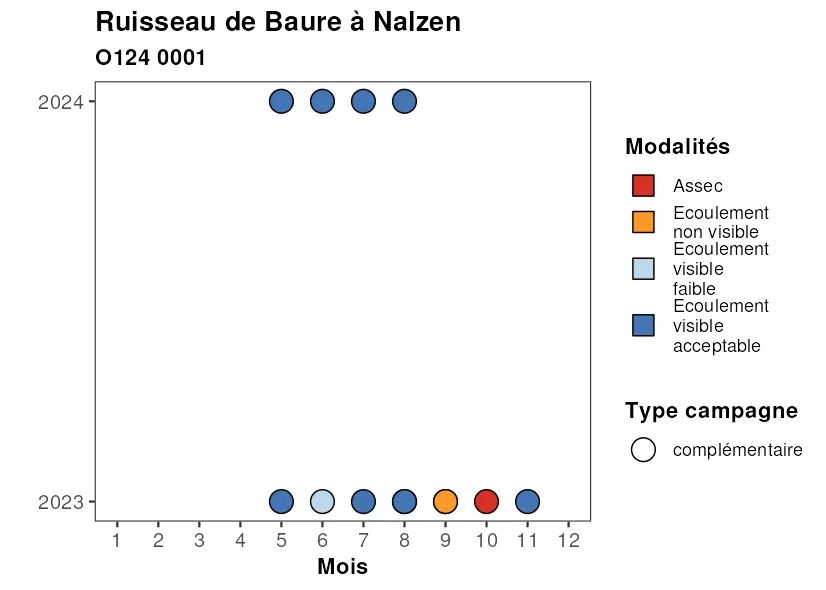 Ruisseau de Baure à Nalzen
O124 0001
2024
2023
1 2 3 4 5 6 7 8 9 10 11 12
Mois
Modalités
Assec
Ecoulement
non visible
Ecoulement
visible
faible
Ecoulement
visible
acceptable
Type campagne
complémentaire